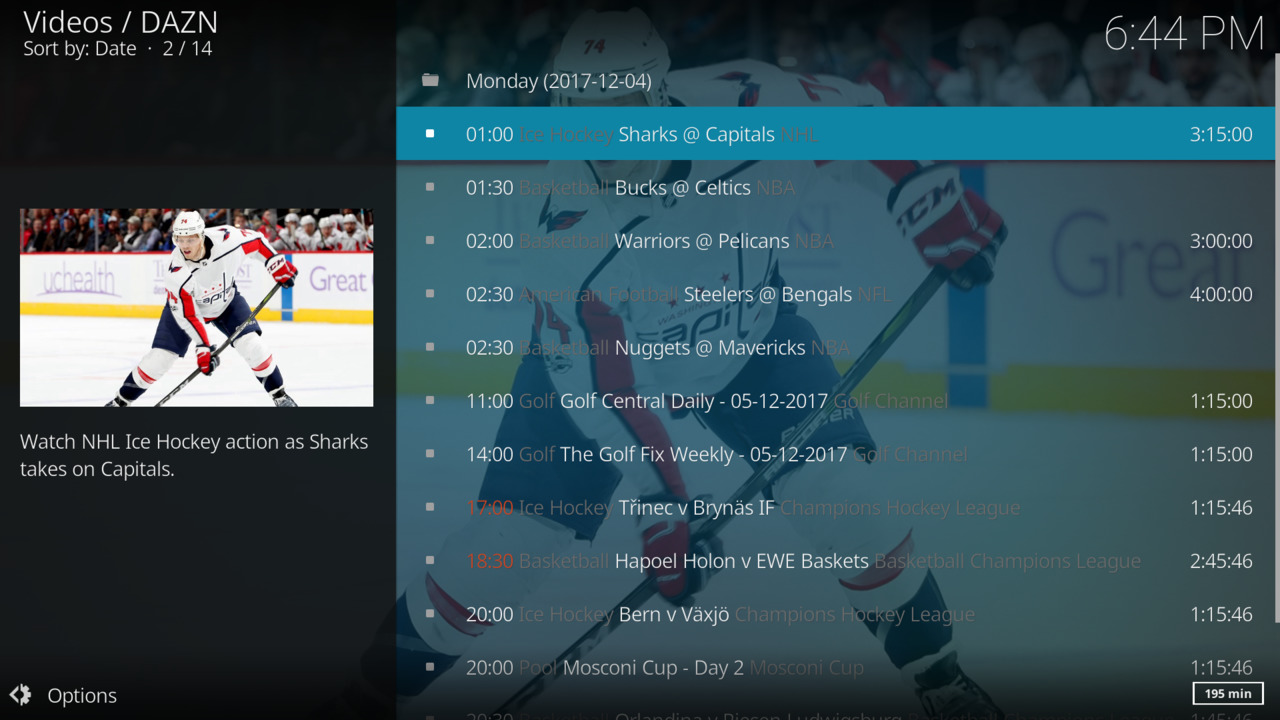 Videos / DAZN
Sort by: Date · 2 / 14
6:44 PM
Monday (2017-12-04)
01:00 Ice Hockey Sharks @ Capitals NHL 3:15:00
01:30 Basketball Bucks @ Celtics NBA
02:00 Basketball Warriors @ Pelicans NBA 3:00:00
02:30 American Football Steelers @ Bengals NFL 4:00:00
02:30 Basketball Nuggets @ Mavericks NBA
11:00 Golf Golf Central Daily - 05-12-2017 Golf Channel 1:15:00
14:00 Golf The Golf Fix Weekly - 05-12-2017 Golf Channel 1:15:00
17:00 Ice Hockey Třinec v Brynäs IF Champions Hockey League 1:15:46
18:30 Basketball Hapoel Holon v EWE Baskets Basketball Champions League 2:45:46
20:00 Ice Hockey Bern v Växjö Champions Hockey League 1:15:46
20:00 Pool Mosconi Cup - Day 2 Mosconi Cup 1:15:46
uchealth
Great
74
CCM
capitals
Watch NHL Ice Hockey action as Sharks
takes on Capitals.
Options
195 min